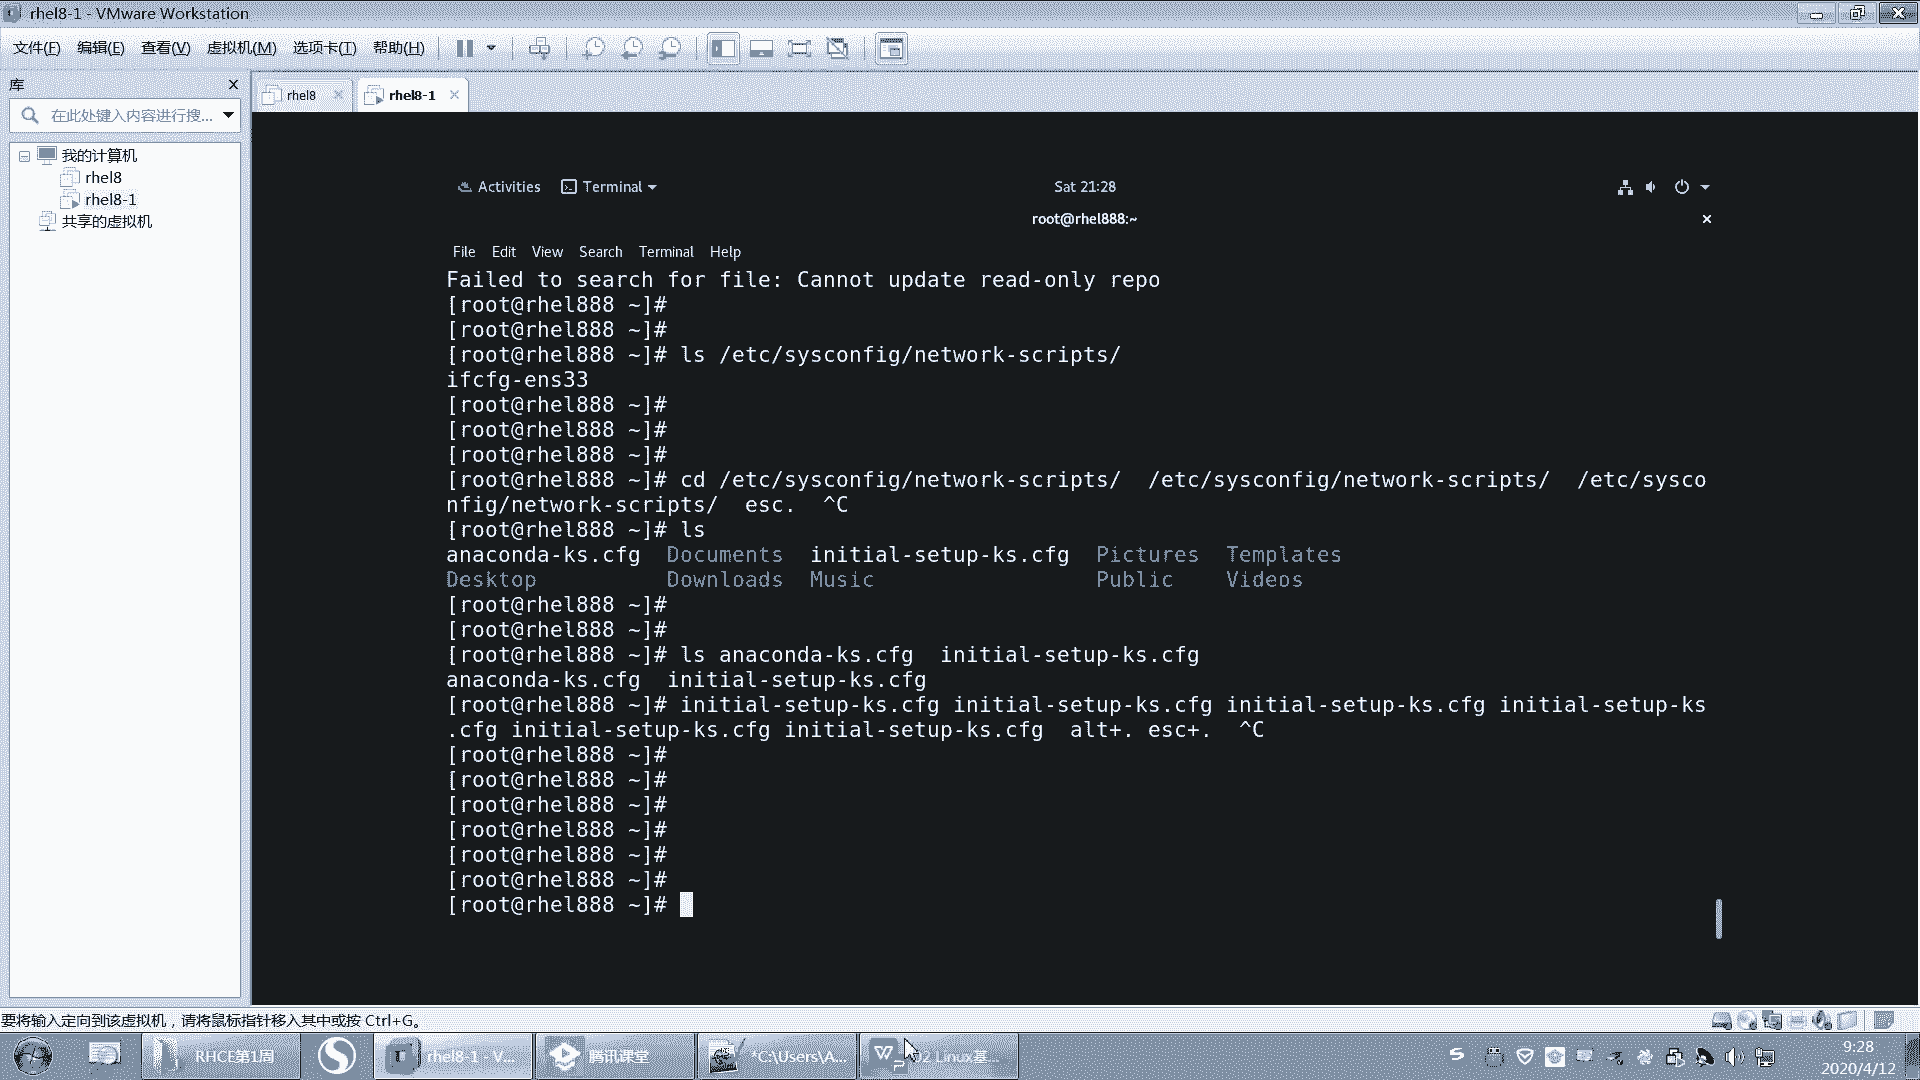 rhel8-1 - VMware Workstation
文件(F) 编辑(E) 查看(V) 虚拟机(M) 选项卡(T) 帮助(H)
库
在此处键入内容进行搜...
我的计算机
rhel8
rhel8-1
共享的虚拟机
rhel8
rhel8-1
Activities Terminal Sat 21:28
root@rhel888:~
File Edit View Search Terminal Help
Failed to search for file: Cannot update read-only repo
[root@rhel888 ~]#
[root@rhel888 ~]#
[root@rhel888 ~]# ls /etc/sysconfig/network-scripts/
ifcfg-ens33
[root@rhel888 ~]#
[root@rhel888 ~]#
[root@rhel888 ~]#
[root@rhel888 ~]# cd /etc/sysconfig/network-scripts/  /etc/sysconfig/network-scripts/  /etc/sysco
nfig/network-scripts/  esc.  ^C
[root@rhel888 ~]# ls
anaconda-ks.cfg  Documents  initial-setup-ks.cfg  Pictures  Templates
Desktop          Downloads  Music                 Public    Videos
[root@rhel888 ~]#
[root@rhel888 ~]#
[root@rhel888 ~]# ls anaconda-ks.cfg  initial-setup-ks.cfg
anaconda-ks.cfg  initial-setup-ks.cfg
[root@rhel888 ~]# initial-setup-ks.cfg initial-setup-ks.cfg initial-setup-ks.cfg initial-setup-ks
.cfg initial-setup-ks.cfg initial-setup-ks.cfg  alt+. esc+.  ^C
[root@rhel888 ~]#
[root@rhel888 ~]#
[root@rhel888 ~]#
[root@rhel888 ~]#
[root@rhel888 ~]#
[root@rhel888 ~]#
[root@rhel888 ~]#
要将输入定向到该虚拟机，请将鼠标指针移入其中或按 Ctrl+G。
RHCE第1周 rhel8-1 - V... 腾讯课堂 *C:\Users\A... 02 Linux基...
9:28
2020/4/12